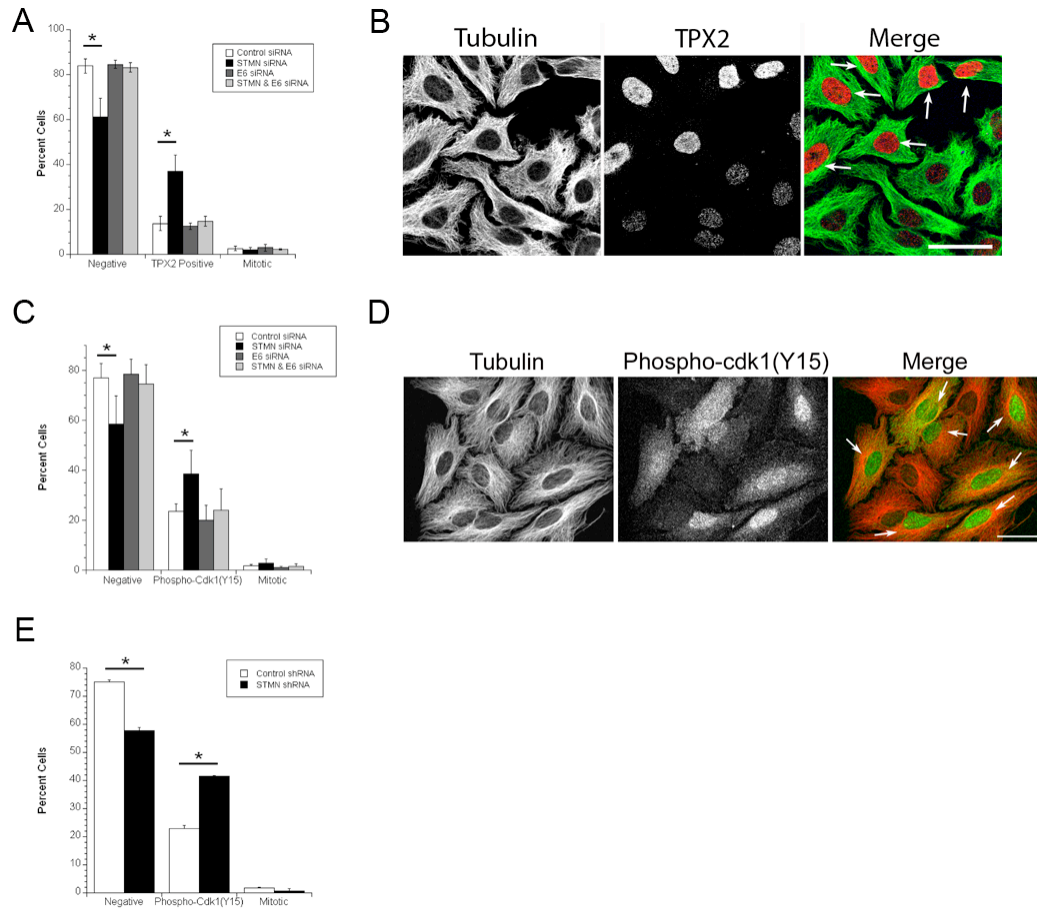 A
*
*
Control siRNA
STMN siRNA
E6 siRNA
STMN & E6 siRNA
Percent Cells
100
80
60
40
20
0
Negative
TPX2 Positive
Mitotic
B
Tubulin
TPX2
Merge
C
*
*
Control siRNA
STMN siRNA
E6 siRNA
STMN & E6 siRNA
Percent Cells
80
60
40
20
0
Negative
Phospho-Cdk1(Y15)
Mitotic
D
Tubulin
Phospho-cdk1(Y15)
Merge
E
*
*
Control shRNA
STMN shRNA
Percent Cells
80
70
60
50
40
30
20
10
0
Negative
Phospho-Cdk1(Y15)
Mitotic